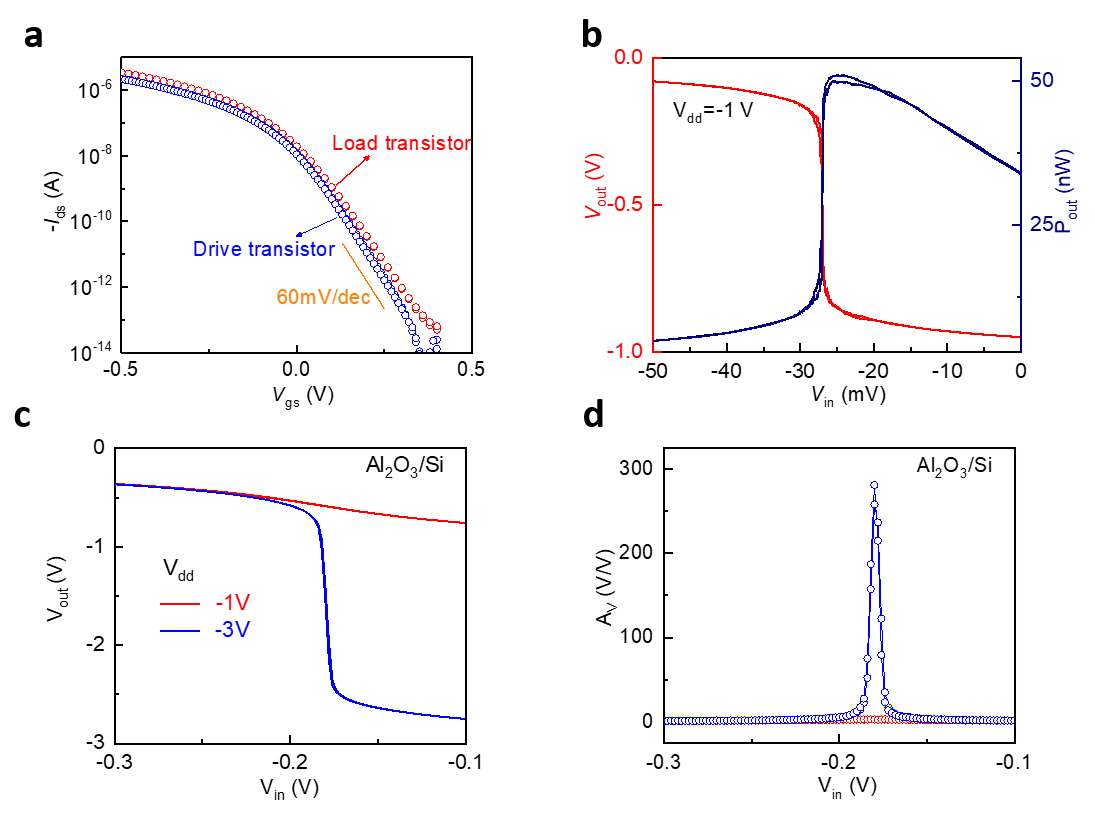 a
10⁻⁶
10⁻⁸
10⁻¹⁰
10⁻¹²
10⁻¹⁴
-Ids (A)
Load transistor
Drive transistor
60mV/dec
-0.5
0.0
0.5
Vgs (V)
b
0.0
-0.5
-1.0
Vout (V)
Vdd=-1 V
50
25
Pout (nW)
-50
-40
-30
-20
-10
0
Vin (mV)
c
0
-1
-2
-3
Vout (V)
Al₂O₃/Si
Vdd
-1V
-3V
-0.3
-0.2
-0.1
Vin (V)
d
300
200
100
0
AV (V/V)
Al₂O₃/Si
-0.3
-0.2
-0.1
Vin (V)